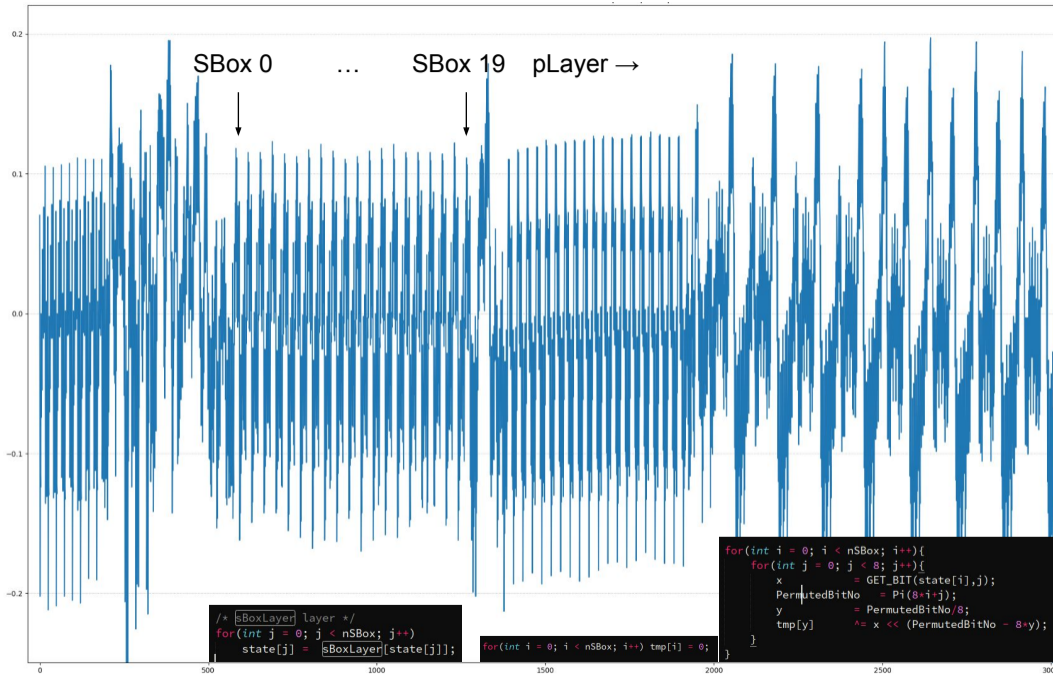 0.2
SBox 0 … SBox 19 pLayer →
0.1
0.0
−0.1
−0.2
/* sBoxLayer layer */
for(int j = 0; j < nSBox; j++)
state[j] = sBoxLayer[state[j]];
for(int i = 0; i < nSBox; i++) tmp[i] = 0;
for(int i = 0; i < nSBox; i++){
for(int j = 0; j < 8; j++){
x = GET_BIT(state[i],j);
PermutedBitNo = Pi(8*i+j);
y = PermutedBitNo/8;
tmp[y] ^= x << (PermutedBitNo - 8*y);
}
}
0 500 1000 1500 2000 2500